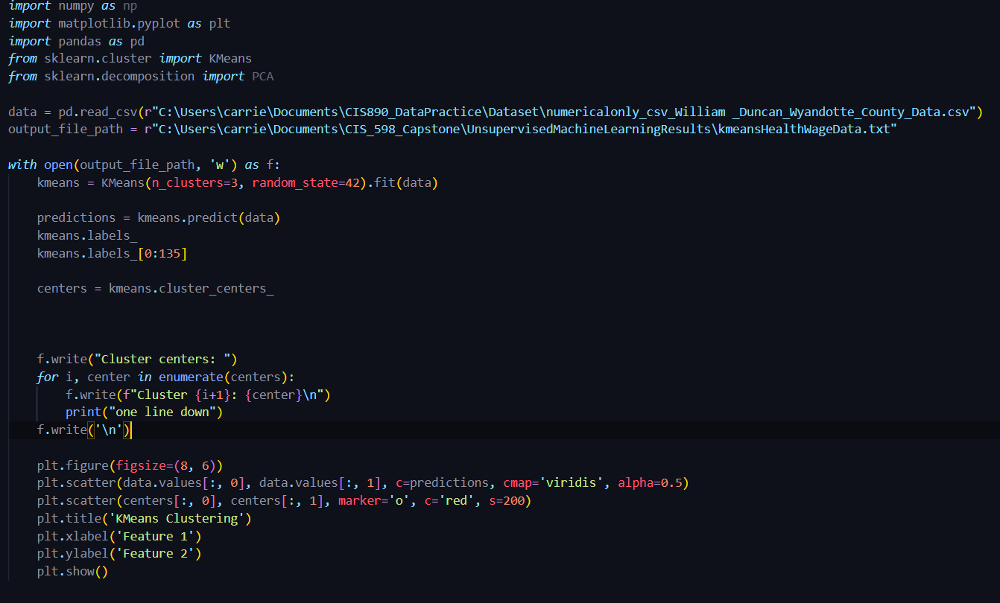 import numpy as np
import matplotlib.pyplot as plt
import pandas as pd
from sklearn.cluster import KMeans
from sklearn.decomposition import PCA

data = pd.read_csv(r"C:\Users\carrie\Documents\CIS890_DataPractice\Dataset\numericalonly_csv_William _Duncan_Wyandotte_County_Data.csv")
output_file_path = r"C:\Users\carrie\Documents\CIS_598_Capstone\UnsupervisedMachineLearningResults\kmeansHealthWageData.txt"

with open(output_file_path, 'w') as f:
    kmeans = KMeans(n_clusters=3, random_state=42).fit(data)

    predictions = kmeans.predict(data)
    kmeans.labels_
    kmeans.labels_[0:135]

    centers = kmeans.cluster_centers_

    f.write("Cluster centers: ")
    for i, center in enumerate(centers):
        f.write(f"Cluster {i+1}: {center}\n")
        print("one line down")
    f.write('\n')

    plt.figure(figsize=(8, 6))
    plt.scatter(data.values[:, 0], data.values[:, 1], c=predictions, cmap='viridis', alpha=0.5)
    plt.scatter(centers[:, 0], centers[:, 1], marker='o', c='red', s=200)
    plt.title('KMeans Clustering')
    plt.xlabel('Feature 1')
    plt.ylabel('Feature 2')
    plt.show()